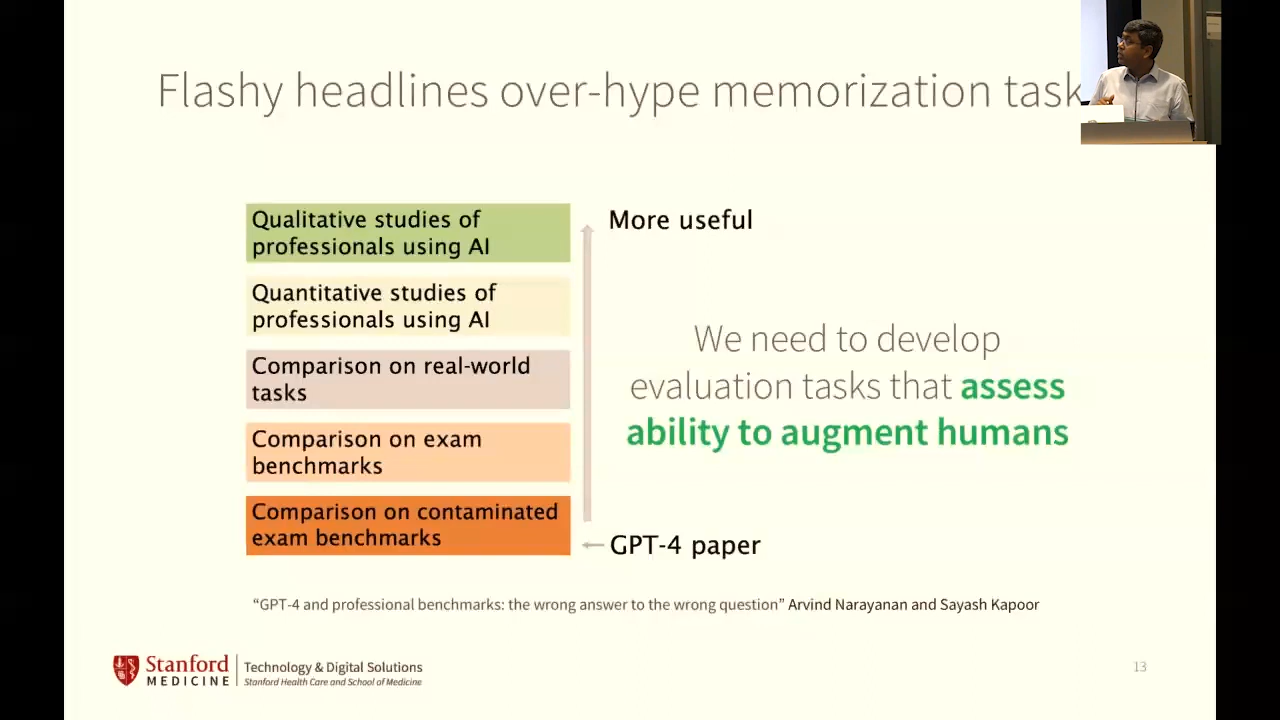 Flashy headlines over-hype memorization task
Qualitative studies of
professionals using AI
More useful
Quantitative studies of
professionals using AI
Comparison on real-world
tasks
Comparison on exam
benchmarks
Comparison on contaminated
exam benchmarks
We need to develop
evaluation tasks that assess
ability to augment humans
GPT-4 paper
“GPT-4 and professional benchmarks: the wrong answer to the wrong question” Arvind Narayanan and Sayash Kapoor
Stanford
MEDICINE
Technology & Digital Solutions
Stanford Health Care and School of Medicine
13